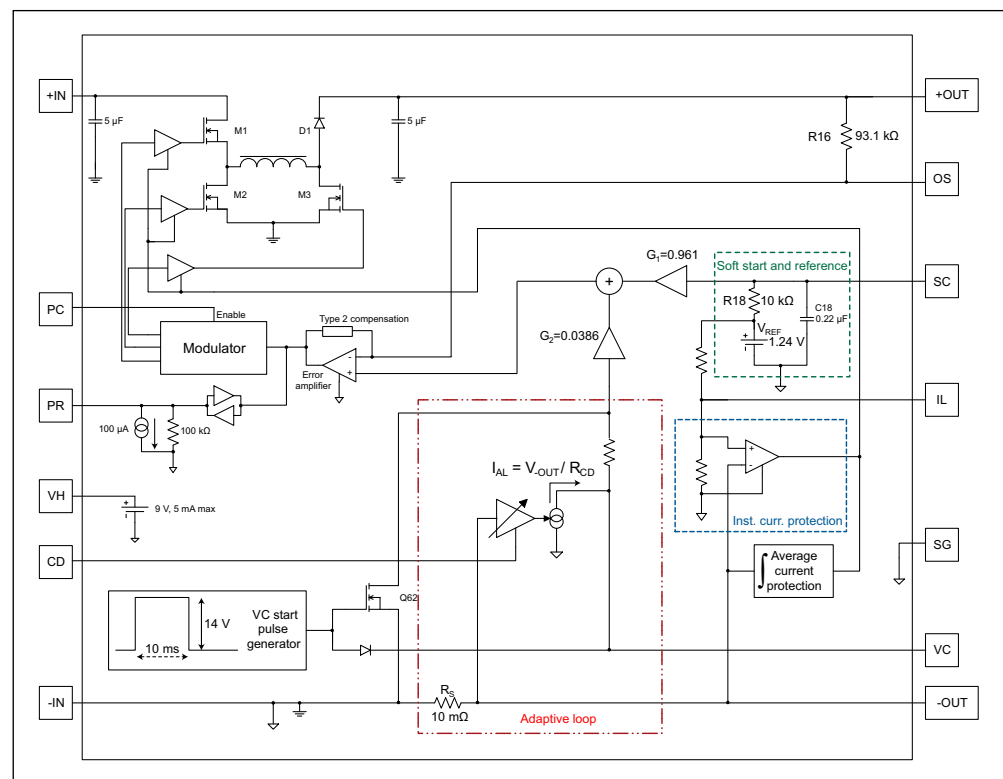 +IN
5 µF
M1
D1
5 µF
+OUT
R16
93.1 kΩ
M2
M3
OS
G1=0.961
Soft start and reference
SC
R18
10 kΩ
C18
0.22 µF
VREF
1.24 V
PC
Enable
Type 2 compensation
G2=0.0386
Modulator
Error
amplifier
PR
100 µA
100 kΩ
IL
IAL = V-OUT / RCD
VH
9 V, 5 mA max
Inst. curr. protection
CD
SG
Average
current
protection
Q62
14 V
10 ms
VC start
pulse
generator
VC
-IN
RS
10 mΩ
Adaptive loop
-OUT